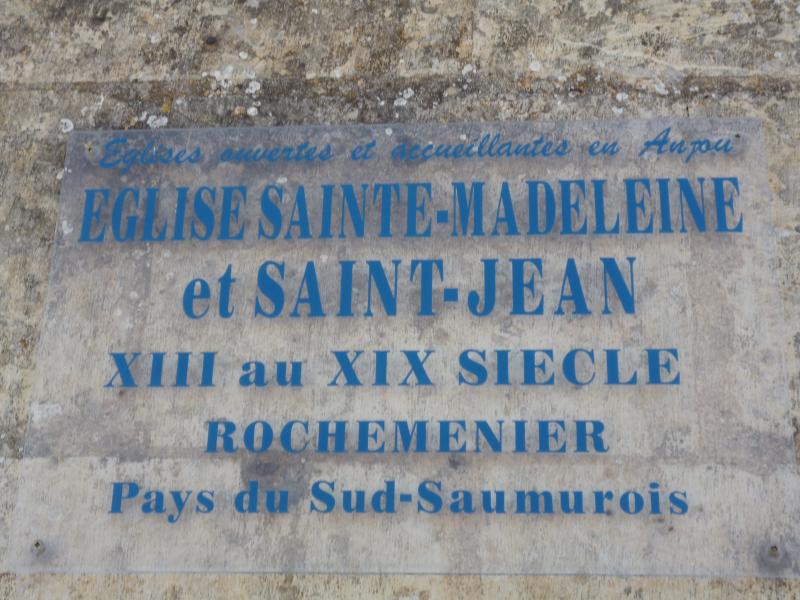 Eglises ouvertes et accueillantes en Anjou
EGLISE SAINTE-MADELEINE
et SAINT-JEAN
XIII au XIX SIECLE
ROCHEMENIER
Pays du Sud-Saumurois